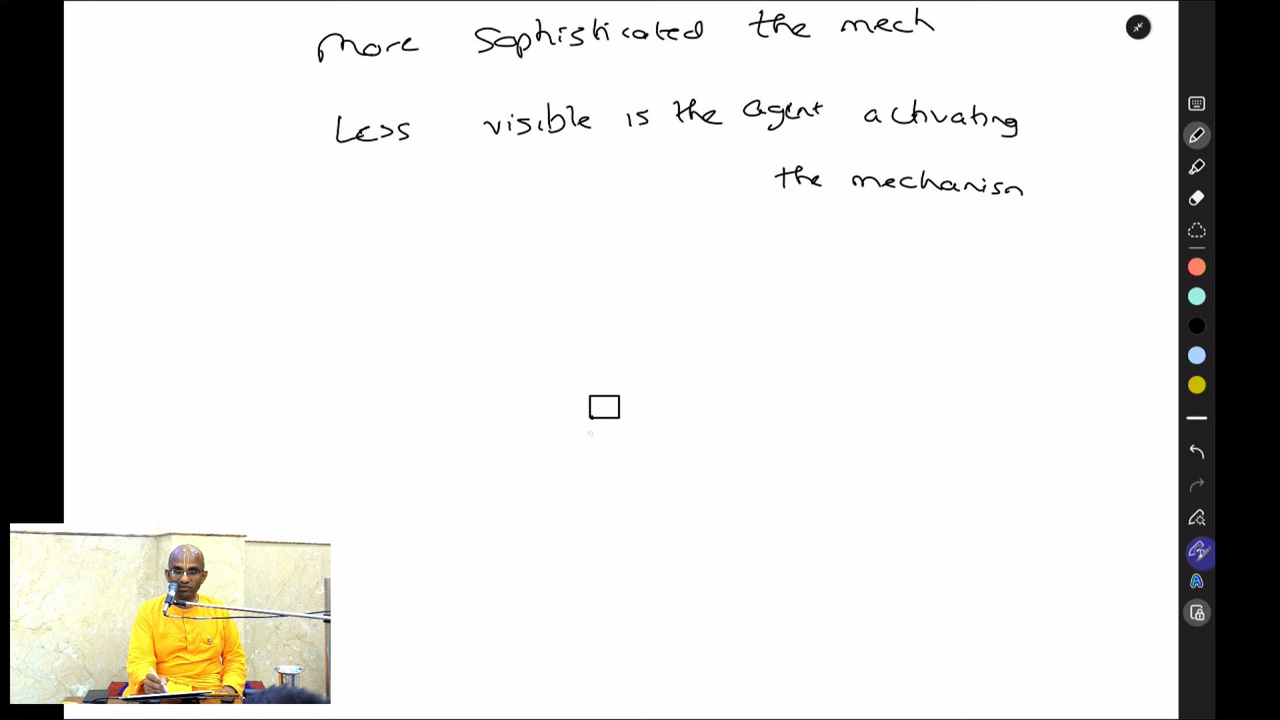 more sophisticated the mech
Less visible is the agent activating
the mechanism